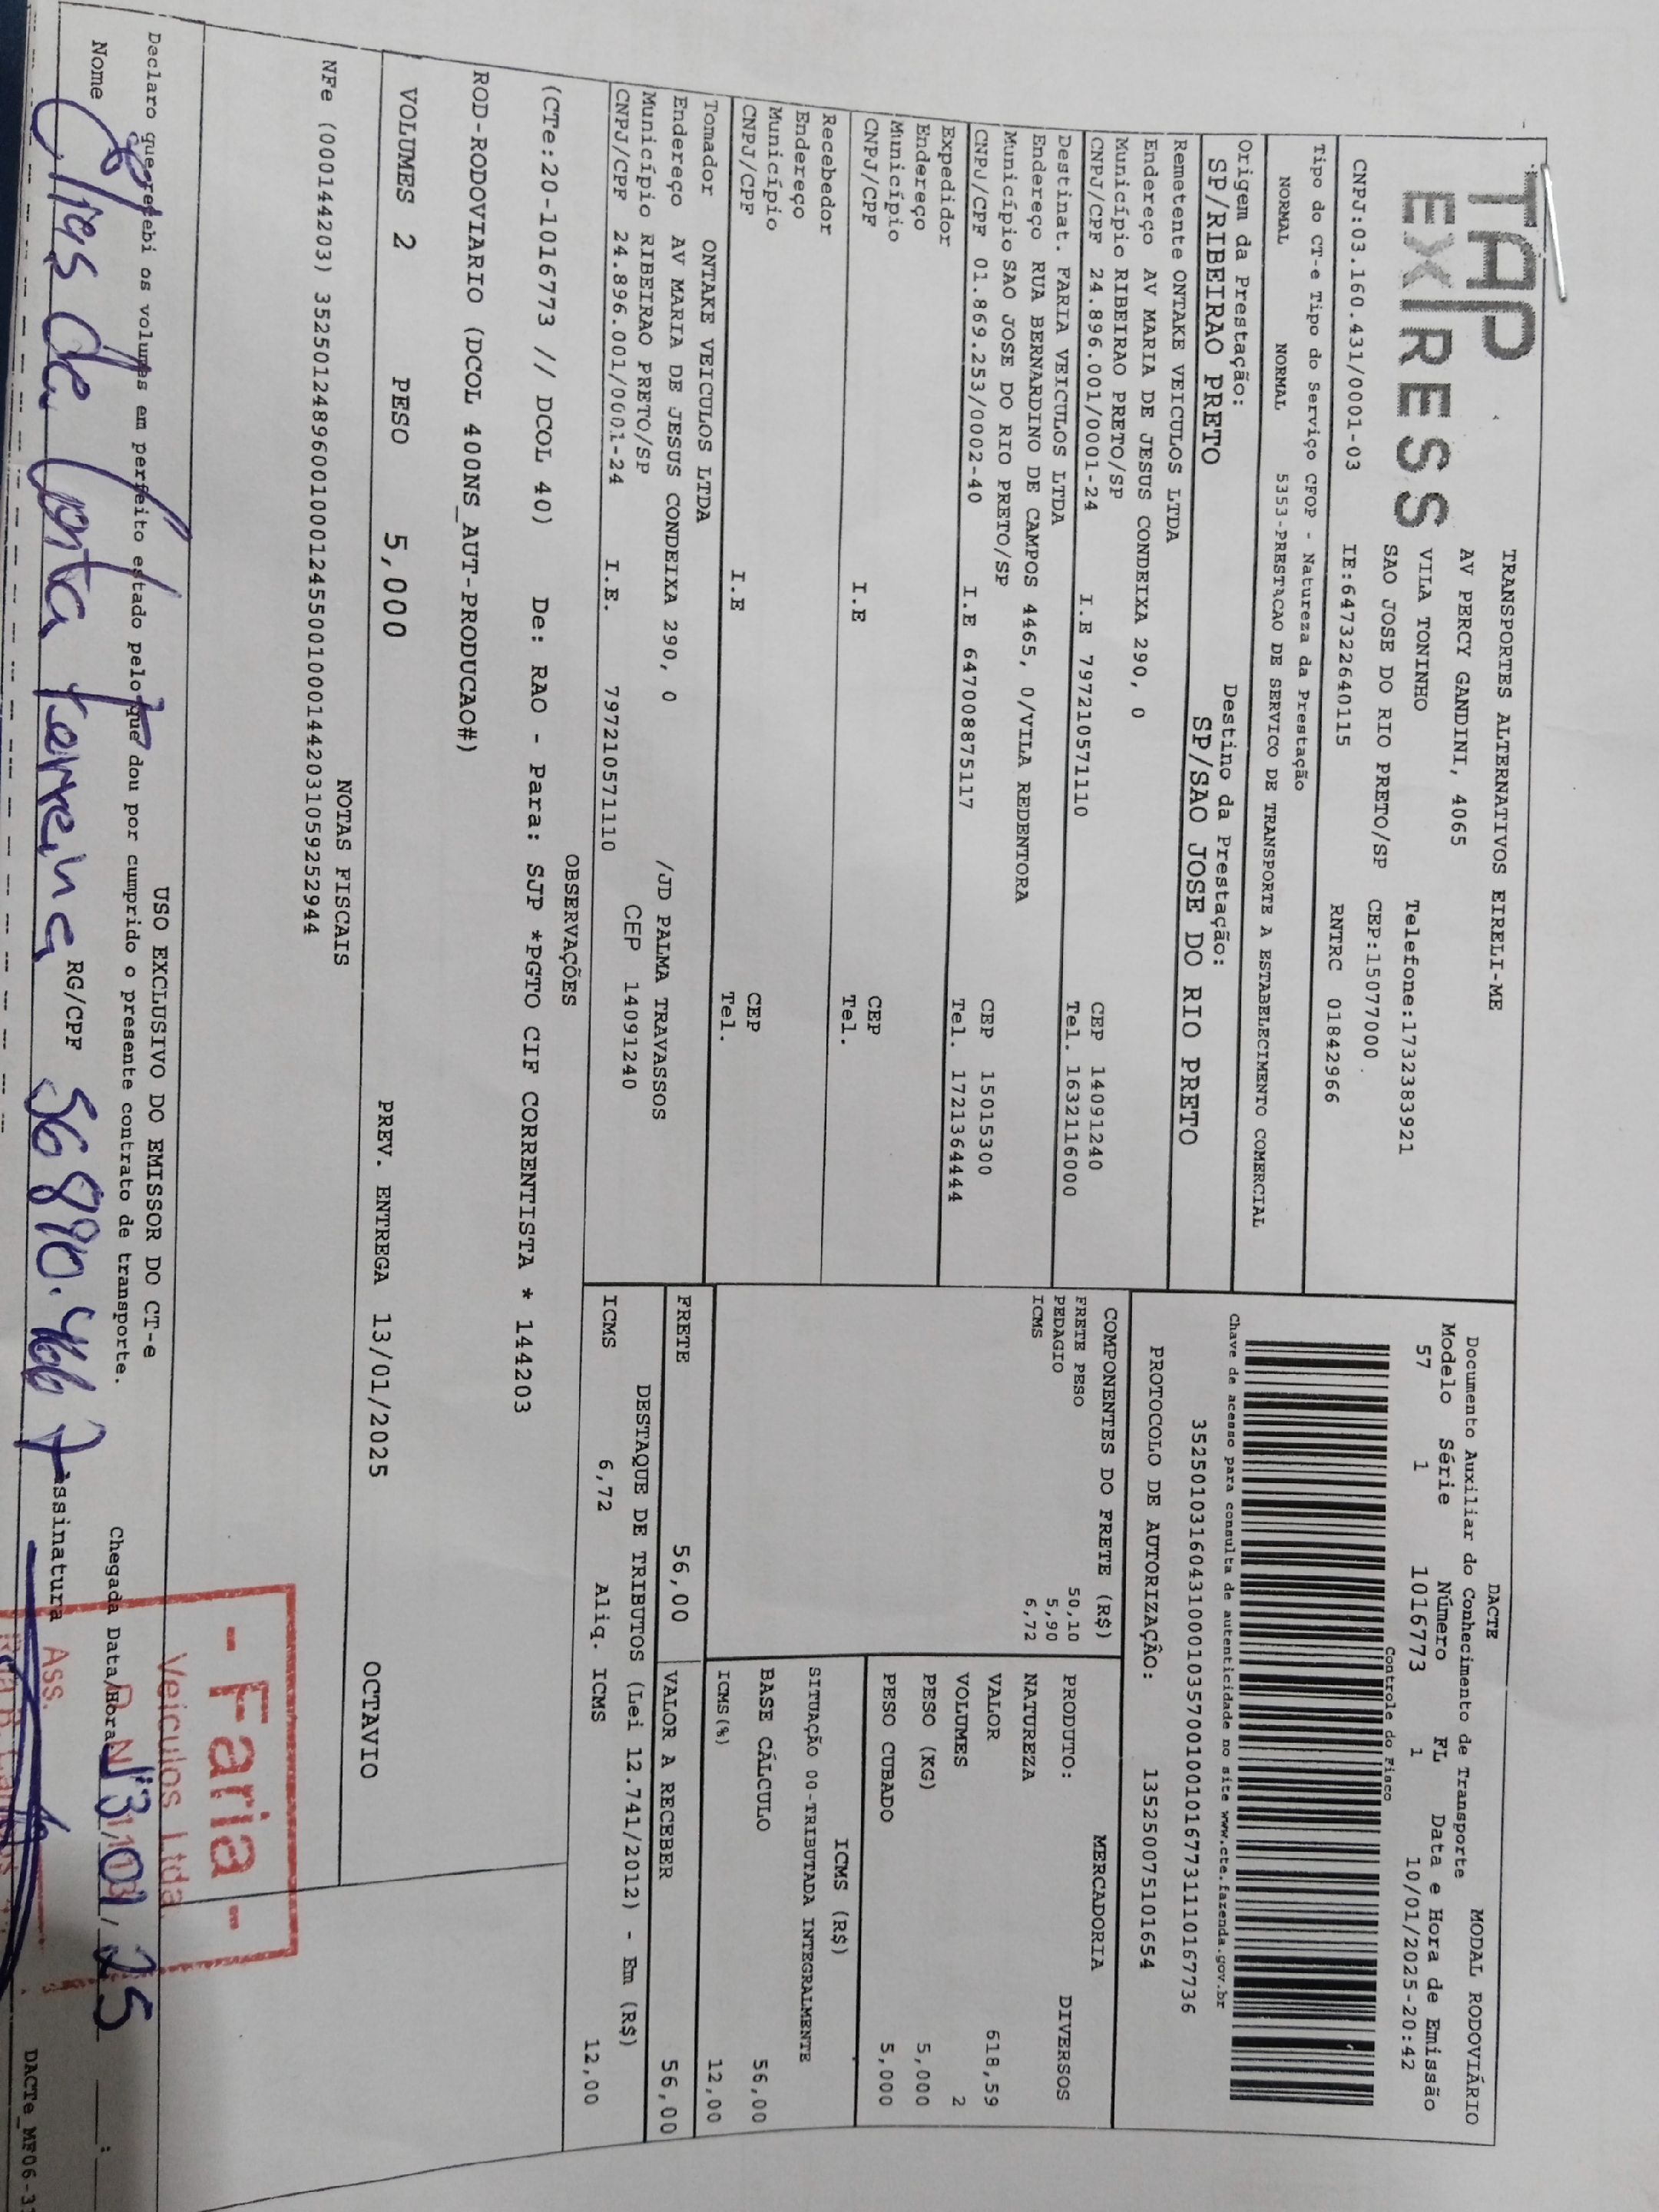 TAP
EXPRESS
TRANSPORTES ALTERNATIVOS EIRELI-ME
AV PERCY GANDINI, 4065
VILA TONINHO
Telefone:1732383921
SAO JOSE DO RIO PRETO/SP CEP:15077000
CNPJ:03.160.431/0001-03 IE:647322640115 RNTRC 01842966
Tipo do CT-e Tipo do Serviço CFOP - Natureza da Prestação
NORMAL NORMAL 5353-PRESTACAO DE SERVICO DE TRANSPORTE A ESTABELECIMENTO COMERCIAL
Origem da Prestação: Destino da Prestação:
SP/RIBEIRAO PRETO SP/SAO JOSE DO RIO PRETO
Remetente ONTAKE VEICULOS LTDA
Endereço AV MARIA DE JESUS CONDEIXA 290, 0
Município RIBEIRAO PRETO/SP CEP 14091240
CNPJ/CPF 24.896.001/0001-24 I.E 797210571110 Tel. 1632116000
Destinat. FARIA VEICULOS LTDA
Endereço RUA BERNARDINO DE CAMPOS 4465, 0/VILA REDENTORA
Município SAO JOSE DO RIO PRETO/SP CEP 15015300
CNPJ/CPF 01.869.253/0002-40 I.E 647008875117 Tel. 1721364444
Expedidor
Endereço
Município CEP
CNPJ/CPF I.E Tel.
Recebedor
Endereço
Município CEP
CNPJ/CPF I.E Tel.
Tomador ONTAKE VEICULOS LTDA
Endereço AV MARIA DE JESUS CONDEIXA 290, 0 /JD PALMA TRAVASSOS
Município RIBEIRAO PRETO/SP CEP 14091240
CNPJ/CPF 24.896.001/0001-24 I.E. 797210571110
DACTE MODAL RODOVIÁRIO
Documento Auxiliar do Conhecimento de Transporte
Modelo Série Número FL Data e Hora de Emissão
57 1 1016773 1 10/01/2025-20:42
Controle do Fisco
Chave de acesso para consulta de autenticidade no site www.cte.fazenda.gov.br
35250103160431000103570010010167731110167736
PROTOCOLO DE AUTORIZAÇÃO: 135250075101654
COMPONENTES DO FRETE (R$)
FRETE PESO 50,10
PEDAGIO 5,90
ICMS 6,72
MERCADORIA
PRODUTO: DIVERSOS
NATUREZA
VALOR 618,59
VOLUMES 2
PESO (KG) 5,000
PESO CUBADO 5,000
ICMS (R$)
SITUAÇÃO 00-TRIBUTADA INTEGRALMENTE
BASE CÁLCULO 56,00
ICMS(%) 12,00
FRETE 56,00 VALOR A RECEBER 56,00
DESTAQUE DE TRIBUTOS (Lei 12.741/2012) - Em (R$)
ICMS 6,72 Aliq. ICMS 12,00
OBSERVAÇÕES
(CTe:20-1016773 // DCOL 40) De: RAO - Para: SJP *PGTO CIF CORRENTISTA * 144203
ROD-RODOVIARIO (DCOL 400NS_AUT-PRODUCAO#)
VOLUMES 2 PESO 5,000 PREV. ENTREGA 13/01/2025 OCTAVIO
NOTAS FISCAIS
NFe (000144203) 35250124896001000124550010001442031059252944
USO EXCLUSIVO DO EMISSOR DO CT-e
Declaro que recebi os volumes em perfeito estado pelo que dou por cumprido o presente contrato de transporte.
Chegada Data/Hora 13/01/25
Nome Elias de Costa Ferreira RG/CPF 56890.466 7 Assinatura
- Faria -
Veiculos Ltda.
Ass.
DACTe_MF06-3